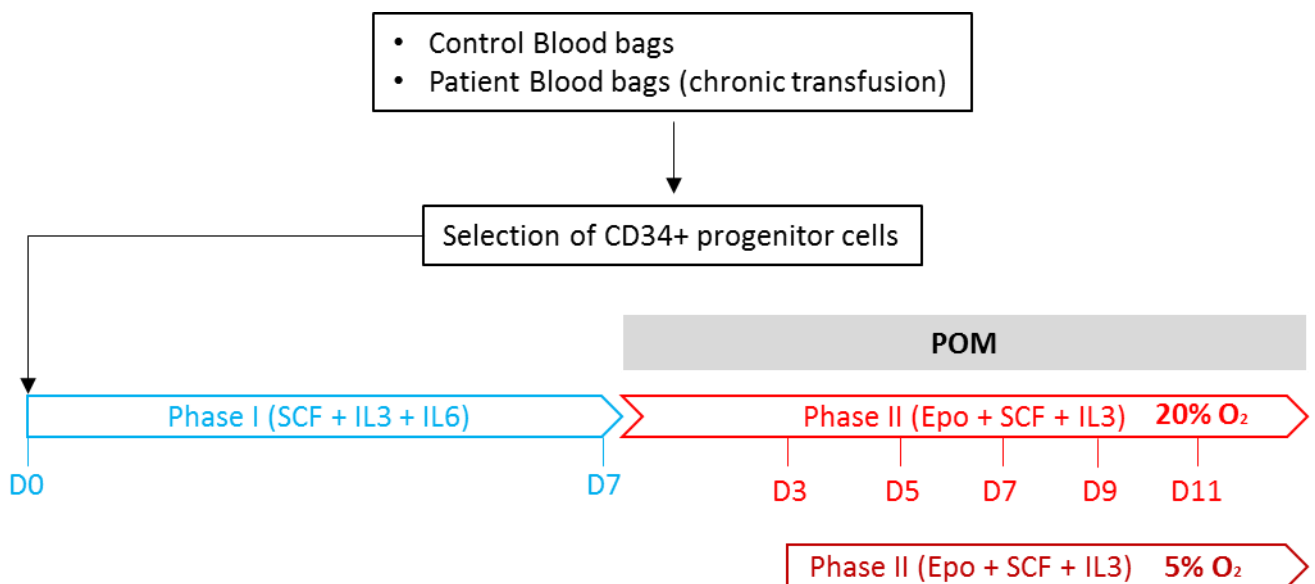 • Control Blood bags
• Patient Blood bags (chronic transfusion)
Selection of CD34+ progenitor cells
POM
Phase I (SCF + IL3 + IL6)
Phase II (Epo + SCF + IL3) 20% O₂
D0
D7
D3
D5
D7
D9
D11
Phase II (Epo + SCF + IL3) 5% O₂